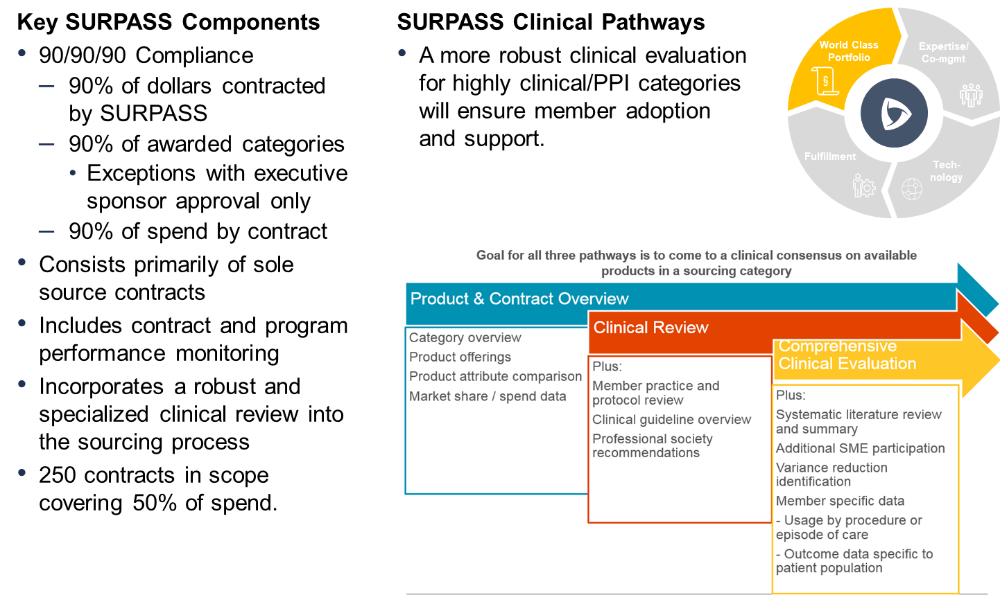 Key SURPASS Components
• 90/90/90 Compliance
– 90% of dollars contracted
by SURPASS
– 90% of awarded categories
• Exceptions with executive
sponsor approval only
– 90% of spend by contract
• Consists primarily of sole
source contracts
• Includes contract and program
performance monitoring
• Incorporates a robust and
specialized clinical review into
the sourcing process
• 250 contracts in scope
covering 50% of spend.
SURPASS Clinical Pathways
• A more robust clinical evaluation
for highly clinical/PPI categories
will ensure member adoption
and support.
World Class
Portfolio
§
Expertise/
Co-mgmt
Fulfillment
Tech-
nology
Goal for all three pathways is to come to a clinical consensus on available
products in a sourcing category
Product & Contract Overview
Category overview
Product offerings
Product attribute comparison
Market share / spend data
Clinical Review
Plus:
Member practice and
protocol review
Clinical guideline overview
Professional society
recommendations
Comprehensive
Clinical Evaluation
Plus:
Systematic literature review
and summary
Additional SME participation
Variance reduction
identification
Member specific data
- Usage by procedure or
episode of care
- Outcome data specific to
patient population